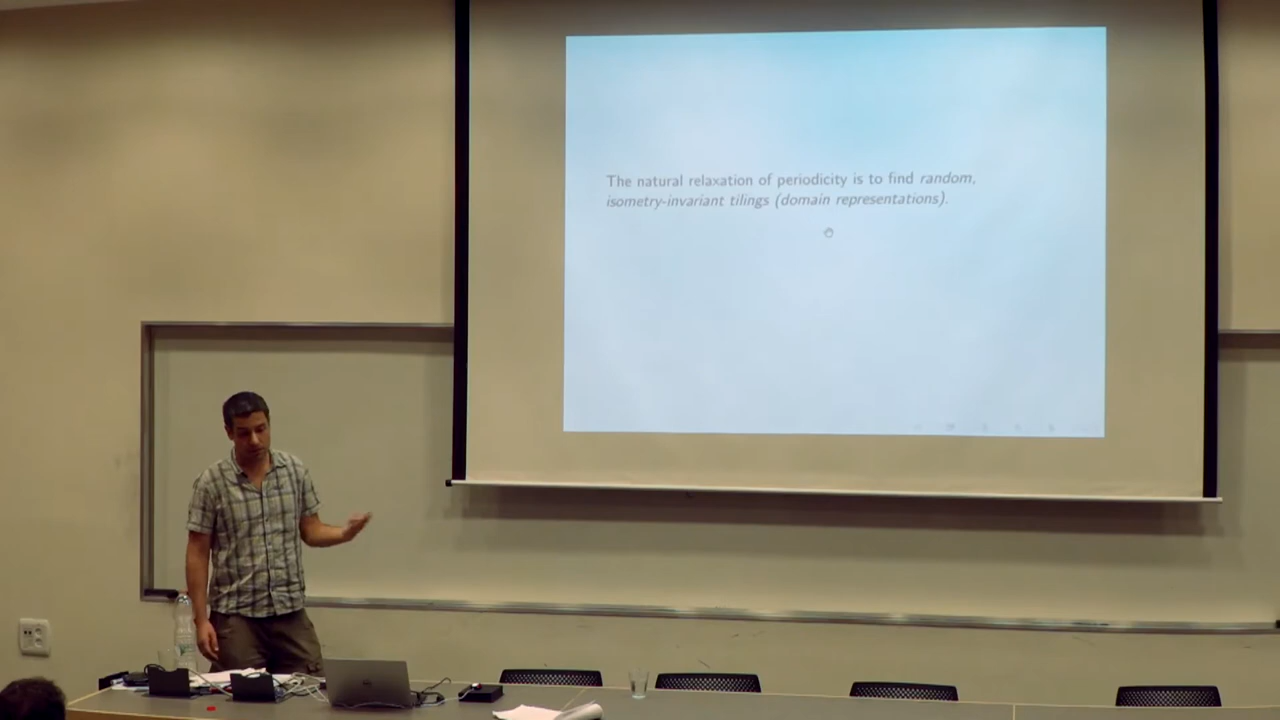 The natural relaxation of periodicity is to find random,
isometry-invariant tilings (domain representations).